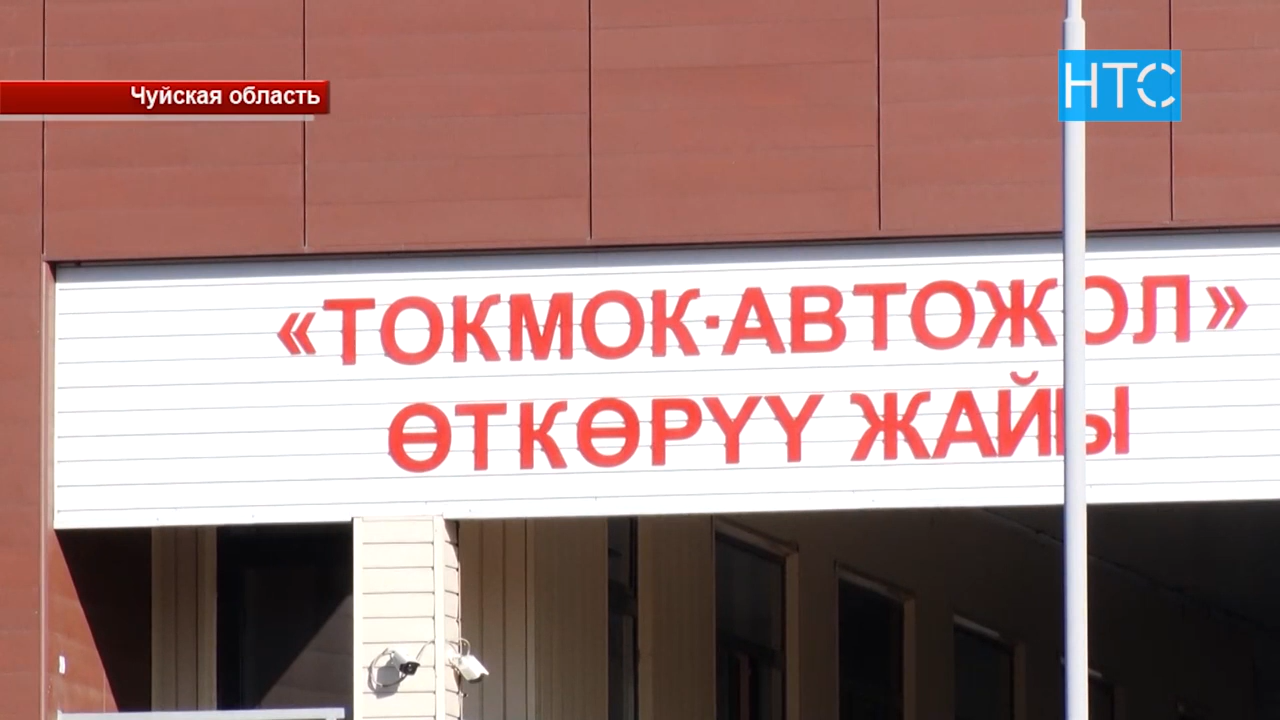 Чуйская область
НТС
«ТОКМОК-АВТОЖОЛ»
ӨТКӨРҮҮ ЖАЙЫ